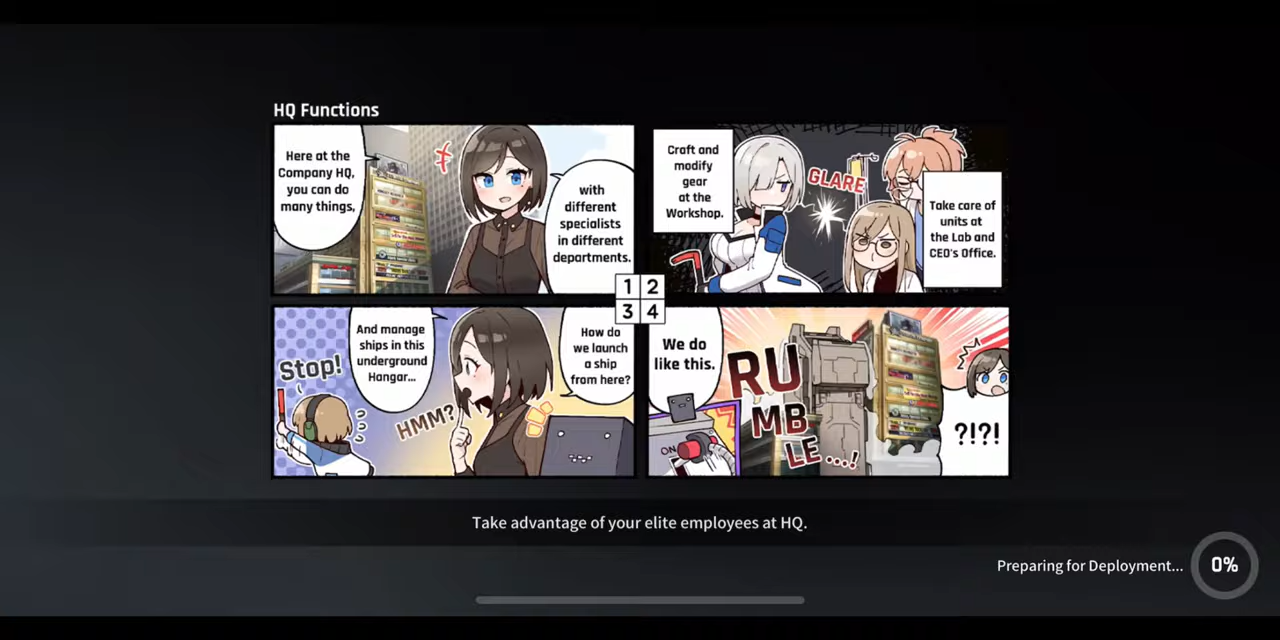 HQ Functions
Here at the
Company HQ,
you can do
many things,
with
different
specialists
in different
departments.
Craft and
modify
gear
at the
Workshop.
GLARE
Take care of
units at
the Lab and
CEO's Office.
1 2
3 4
Stop!
And manage
ships in this
underground
Hangar...
HMM?
How do
we launch
a ship
from here?
We do
like this.
ON
RU
MB
LE...!
?!?!
Take advantage of your elite employees at HQ.
Preparing for Deployment...
0%